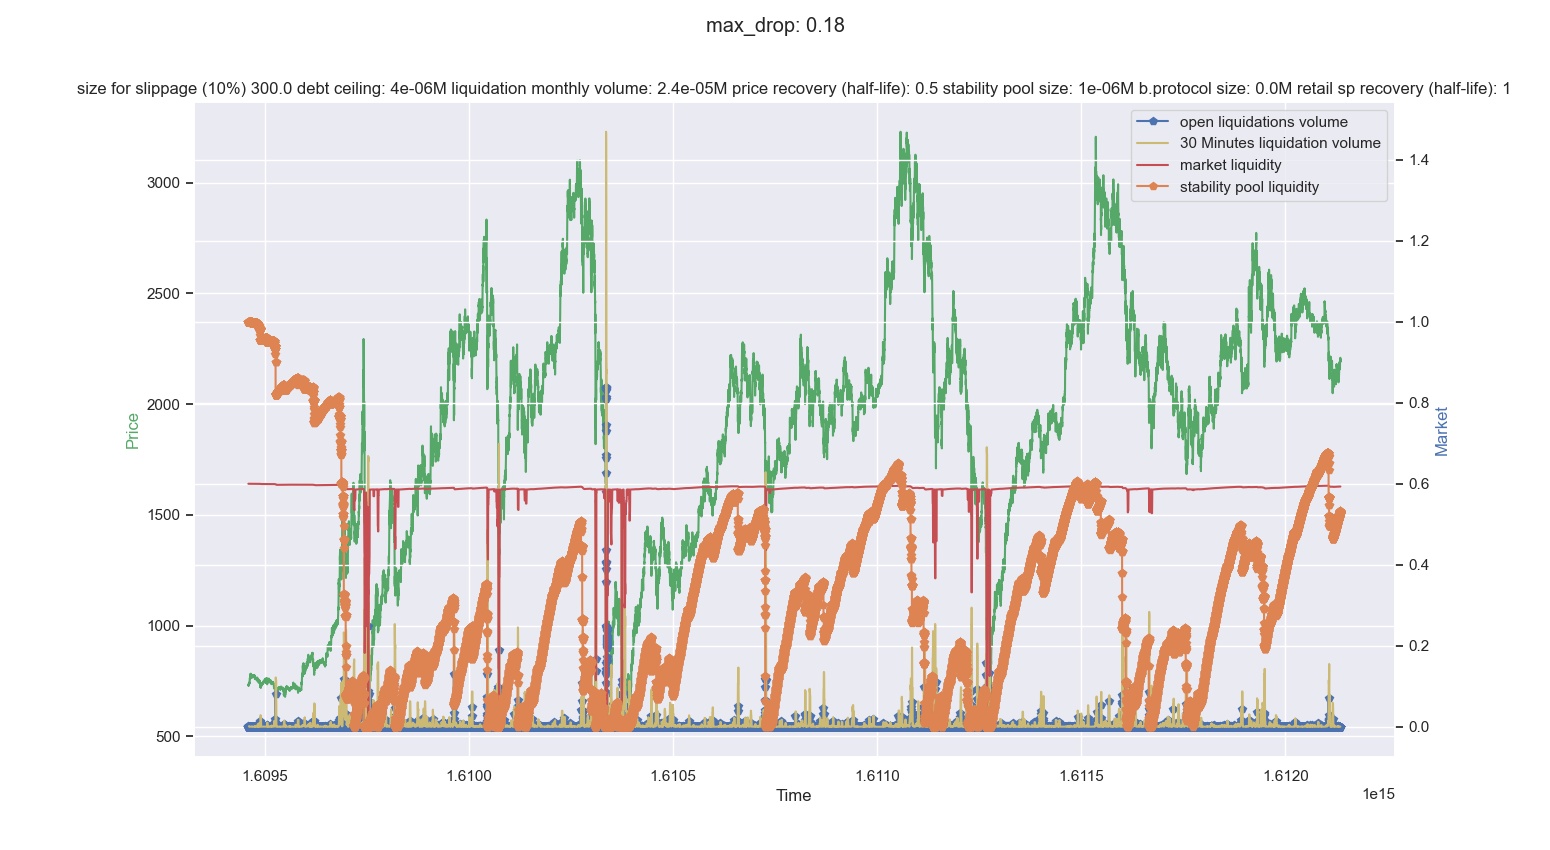 max_drop: 0.18
size for slippage (10%) 300.0 debt ceiling: 4e-06M liquidation monthly volume: 2.4e-05M price recovery (half-life): 0.5 stability pool size: 1e-06M b.protocol size: 0.0M retail sp recovery (half-life): 1
open liquidations volume
30 Minutes liquidation volume
market liquidity
stability pool liquidity
3000
2500
2000
1500
1000
500
Price
1.4
1.2
1.0
0.8
0.6
0.4
0.2
0.0
Market
1.6095
1.6100
1.6105
1.6110
1.6115
1.6120
Time
1e15